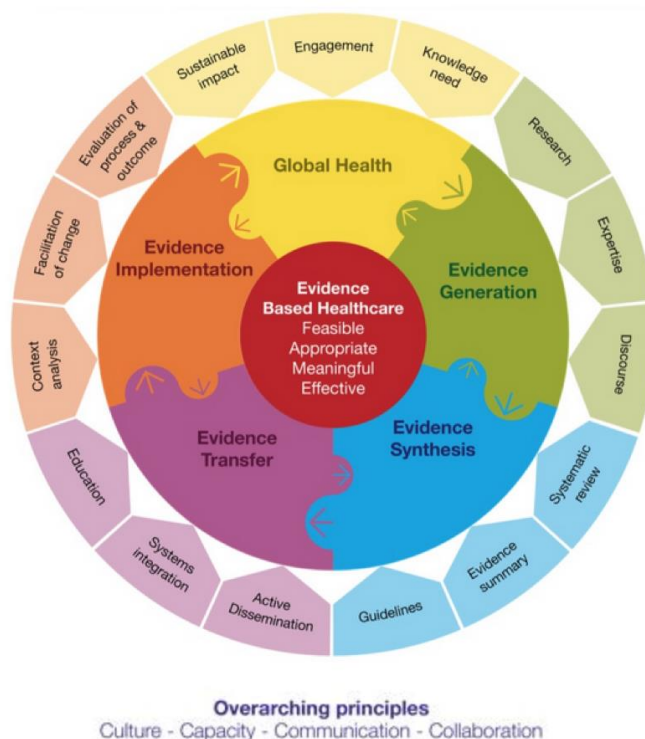 Engagement
Knowledge
need
Research
Expertise
Discourse
Systematic
review
Evidence
summary
Guidelines
Active
Dissemination
Systems
integration
Education
Context
analysis
Facilitation
of change
Evaluation of
process &
outcome
Sustainable
impact
Global Health
Evidence
Generation
Evidence
Synthesis
Evidence
Transfer
Evidence
Implementation
Evidence
Based Healthcare
Feasible
Appropriate
Meaningful
Effective
Overarching principles
Culture - Capacity - Communication - Collaboration